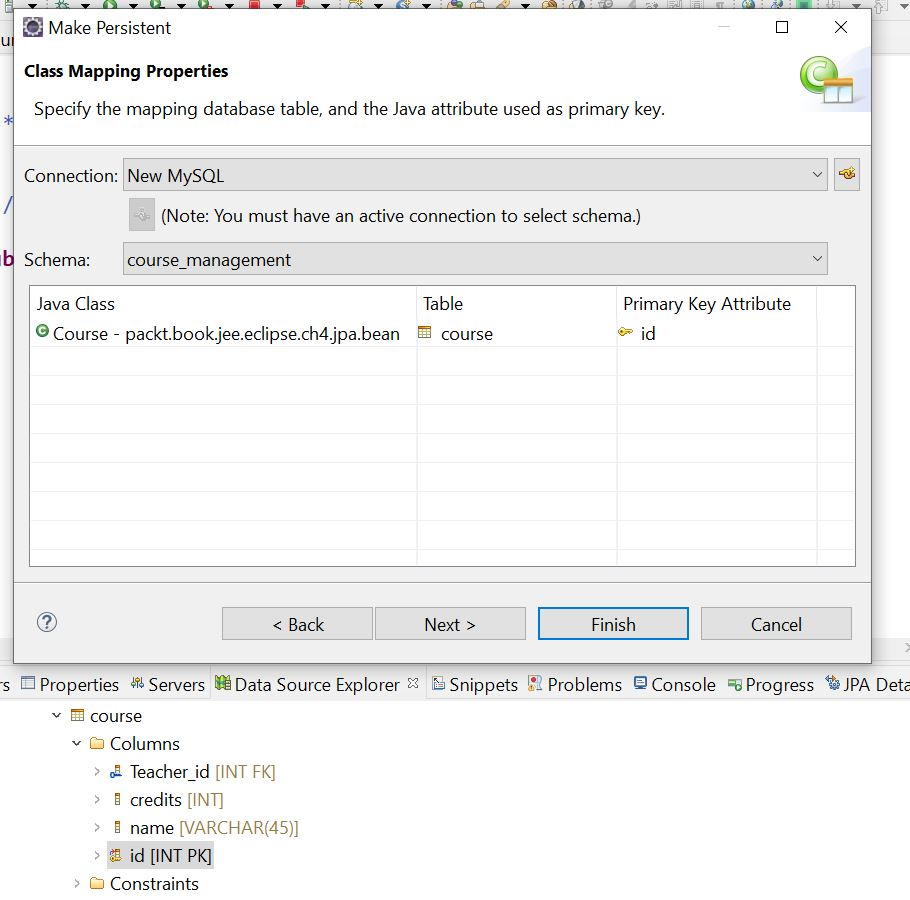 Make Persistent
Class Mapping Properties
Specify the mapping database table, and the Java attribute used as primary key.
*
Connection: New MySQL
/
(Note: You must have an active connection to select schema.)
Schema: course_management
Java Class Table Primary Key Attribute
Course - packt.book.jee.eclipse.ch4.jpa.bean course id
? < Back Next > Finish Cancel
Properties Servers Data Source Explorer Snippets Problems Console Progress JPA Deta
course
Columns
Teacher_id [INT FK]
credits [INT]
name [VARCHAR(45)]
id [INT PK]
Constraints